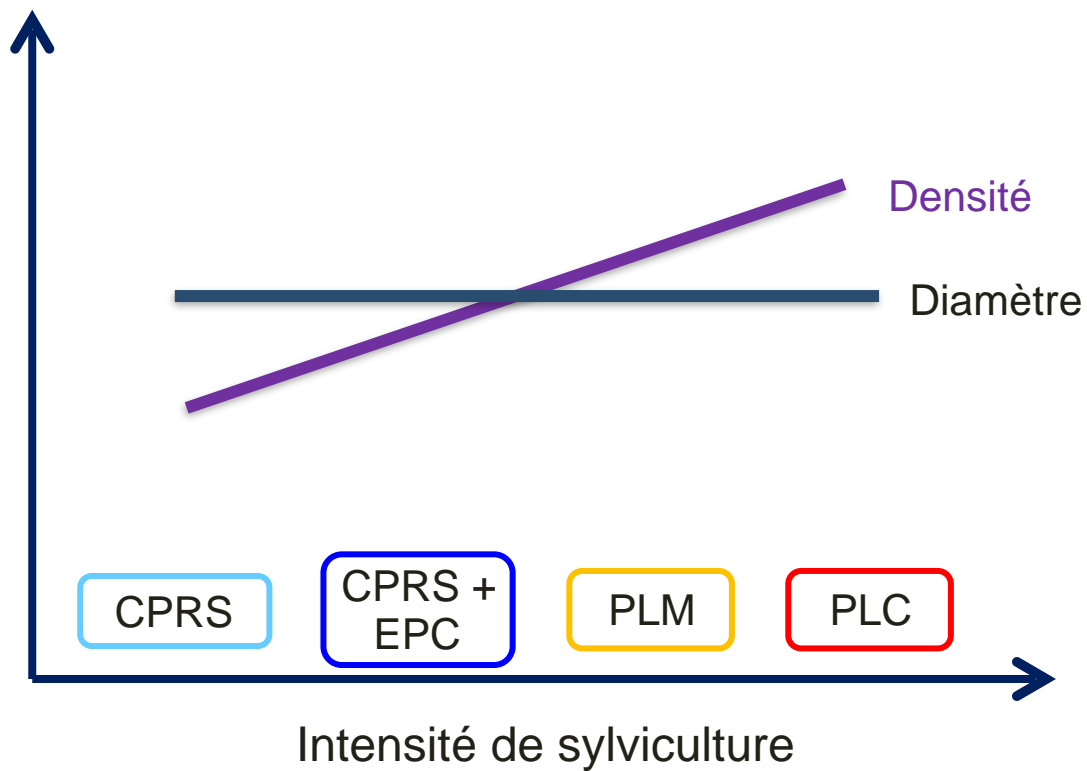 Densité
Diamètre
CPRS
CPRS +
EPC
PLM
PLC
Intensité de sylviculture